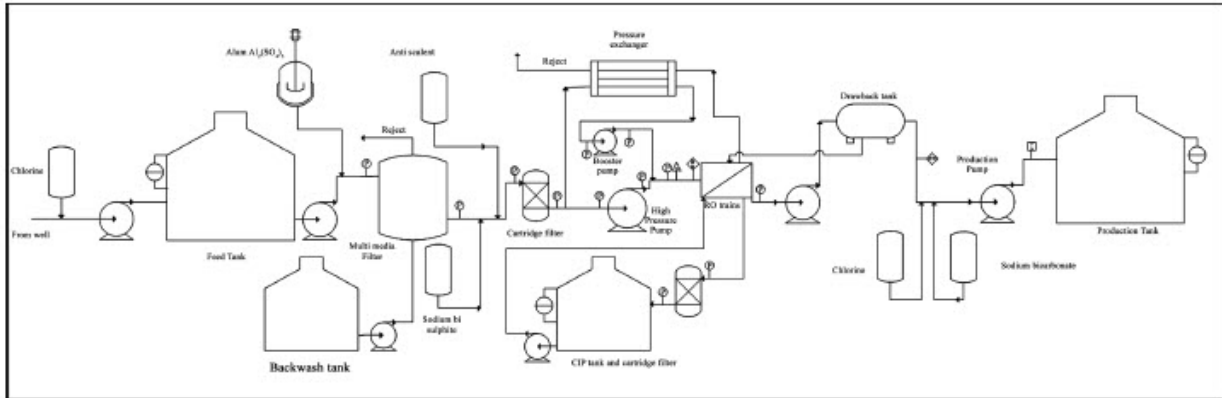 Chlorine
From well
Feed Tank
Alum Al2(SO4)3
Reject
Multi media
Filter
Backwash tank
Anti scalent
Sodium bi
sulphite
Cartridge filter
Pressure
exchanger
Reject
Booster
pump
High
Pressure
Pump
RO trains
CIP tank and cartridge filter
Drawback tank
Chlorine
Sodium bicarbonate
Production
Pump
Production Tank
P
P
P
P
P
P
P
P
P
P
P
P